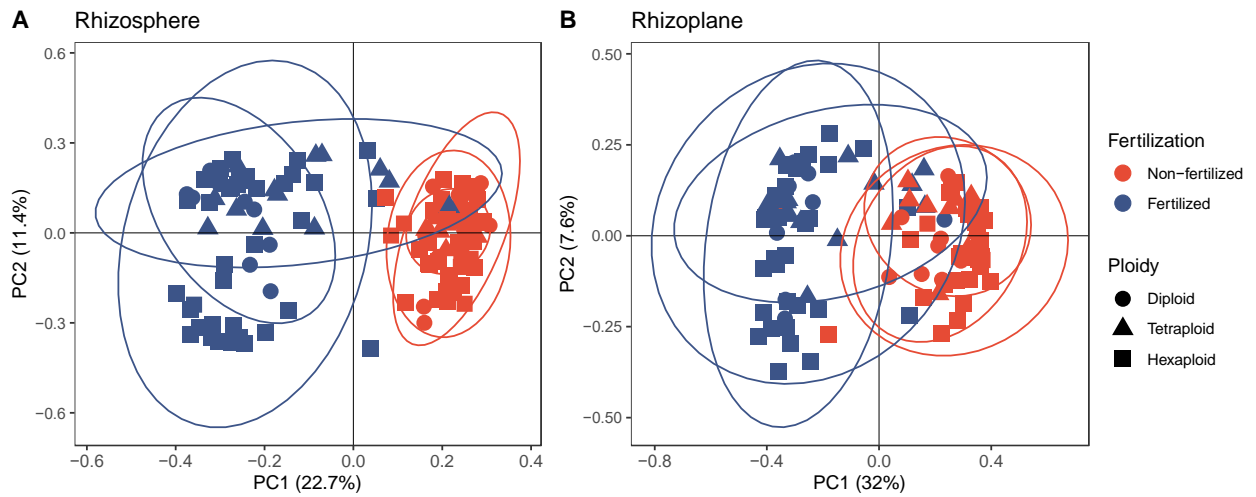 A Rhizosphere
0.6
0.3
0.0
−0.3
−0.6
PC2 (11.4%)
−0.6 −0.4 −0.2 0.0 0.2 0.4
PC1 (22.7%)
B Rhizoplane
0.50
0.25
0.00
−0.25
−0.50
PC2 (7.6%)
−0.8 −0.4 0.0 0.4
PC1 (32%)
Fertilization
Non−fertilized
Fertilized
Ploidy
Diploid
Tetraploid
Hexaploid